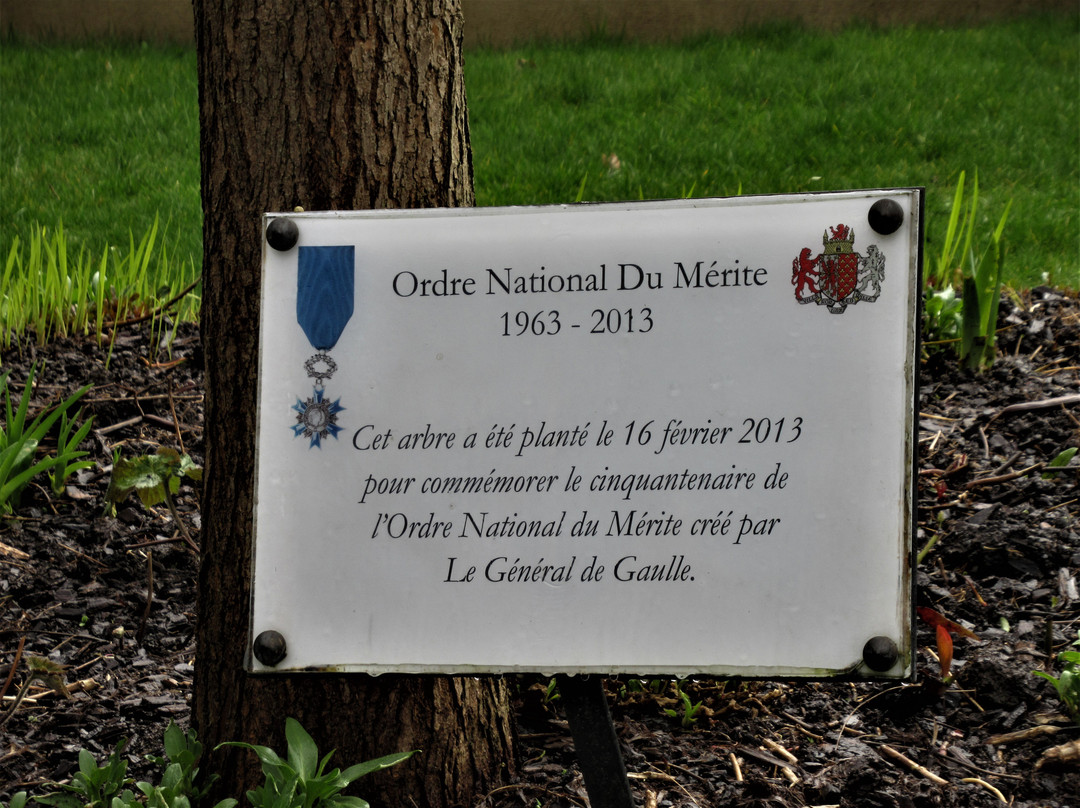 Ordre National Du Mérite
1963 - 2013
Cet arbre a été planté le 16 février 2013
pour commémorer le cinquantenaire de
l'Ordre National du Mérite créé par
Le Général de Gaulle.